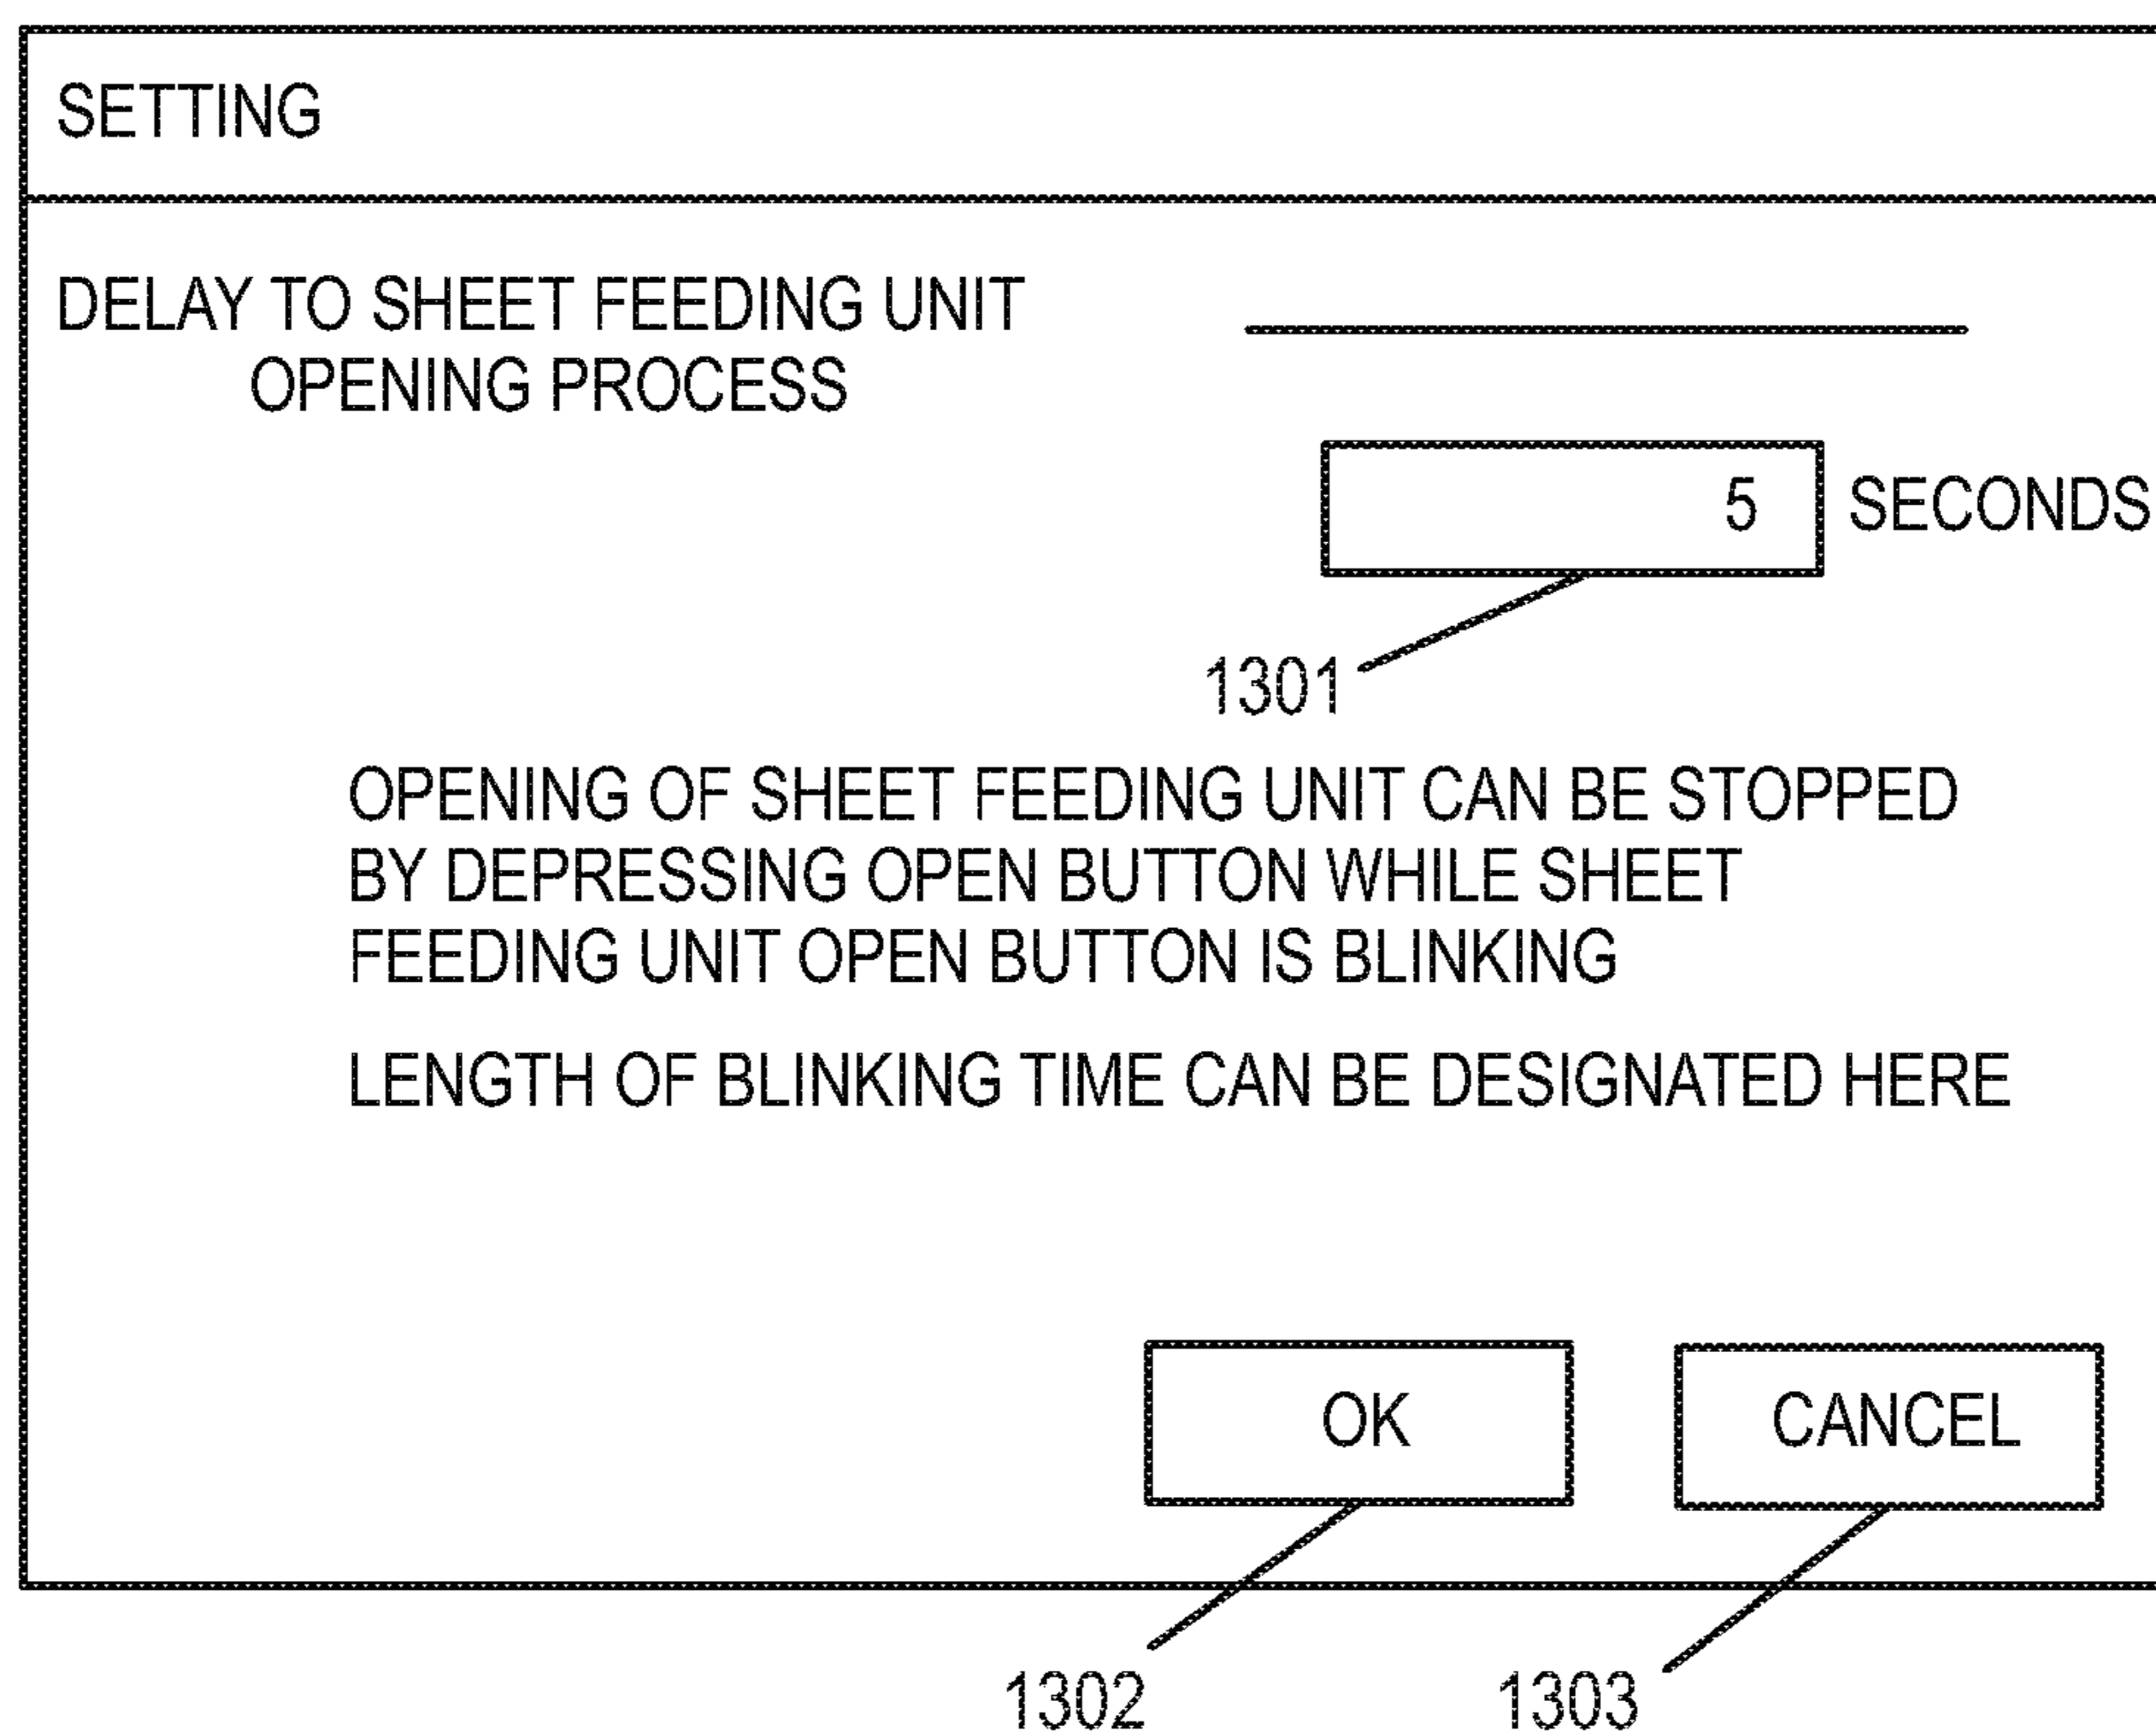 SETTING
DELAY TO SHEET FEEDING UNIT
OPENING PROCESS
5 SECONDS
1301
OPENING OF SHEET FEEDING UNIT CAN BE STOPPED
BY DEPRESSING OPEN BUTTON WHILE SHEET
FEEDING UNIT OPEN BUTTON IS BLINKING
LENGTH OF BLINKING TIME CAN BE DESIGNATED HERE
OK CANCEL
1302 1303